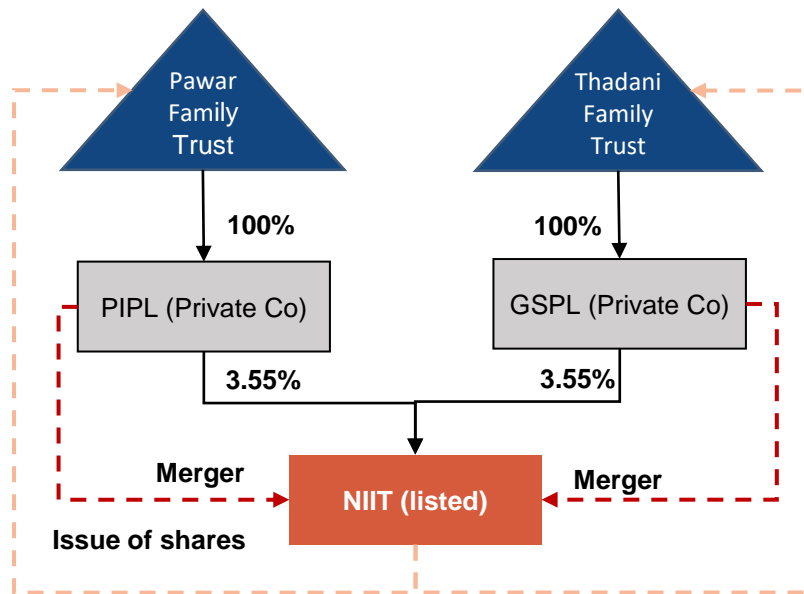 Pawar
Family
Trust
Thadani
Family
Trust
100%
100%
PIPL (Private Co)
GSPL (Private Co)
3.55%
3.55%
Merger
NIIT (listed)
Merger
Issue of shares